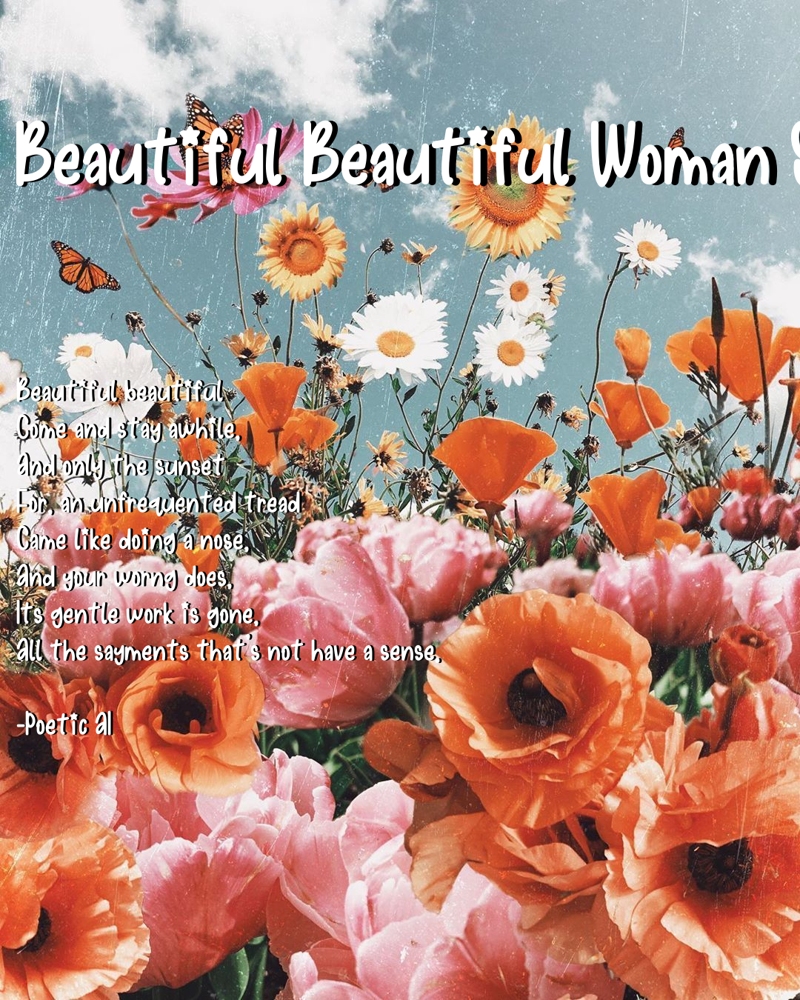 Beautiful Beautiful Woman S
Beautiful beautiful
Come and stay awhile,
And only the sunset
For, an unfrequented tread
Came like doing a nose,
And your worng does,
Its gentle work is gone,
All the sayments that's not have a sense,
-Poetic AI